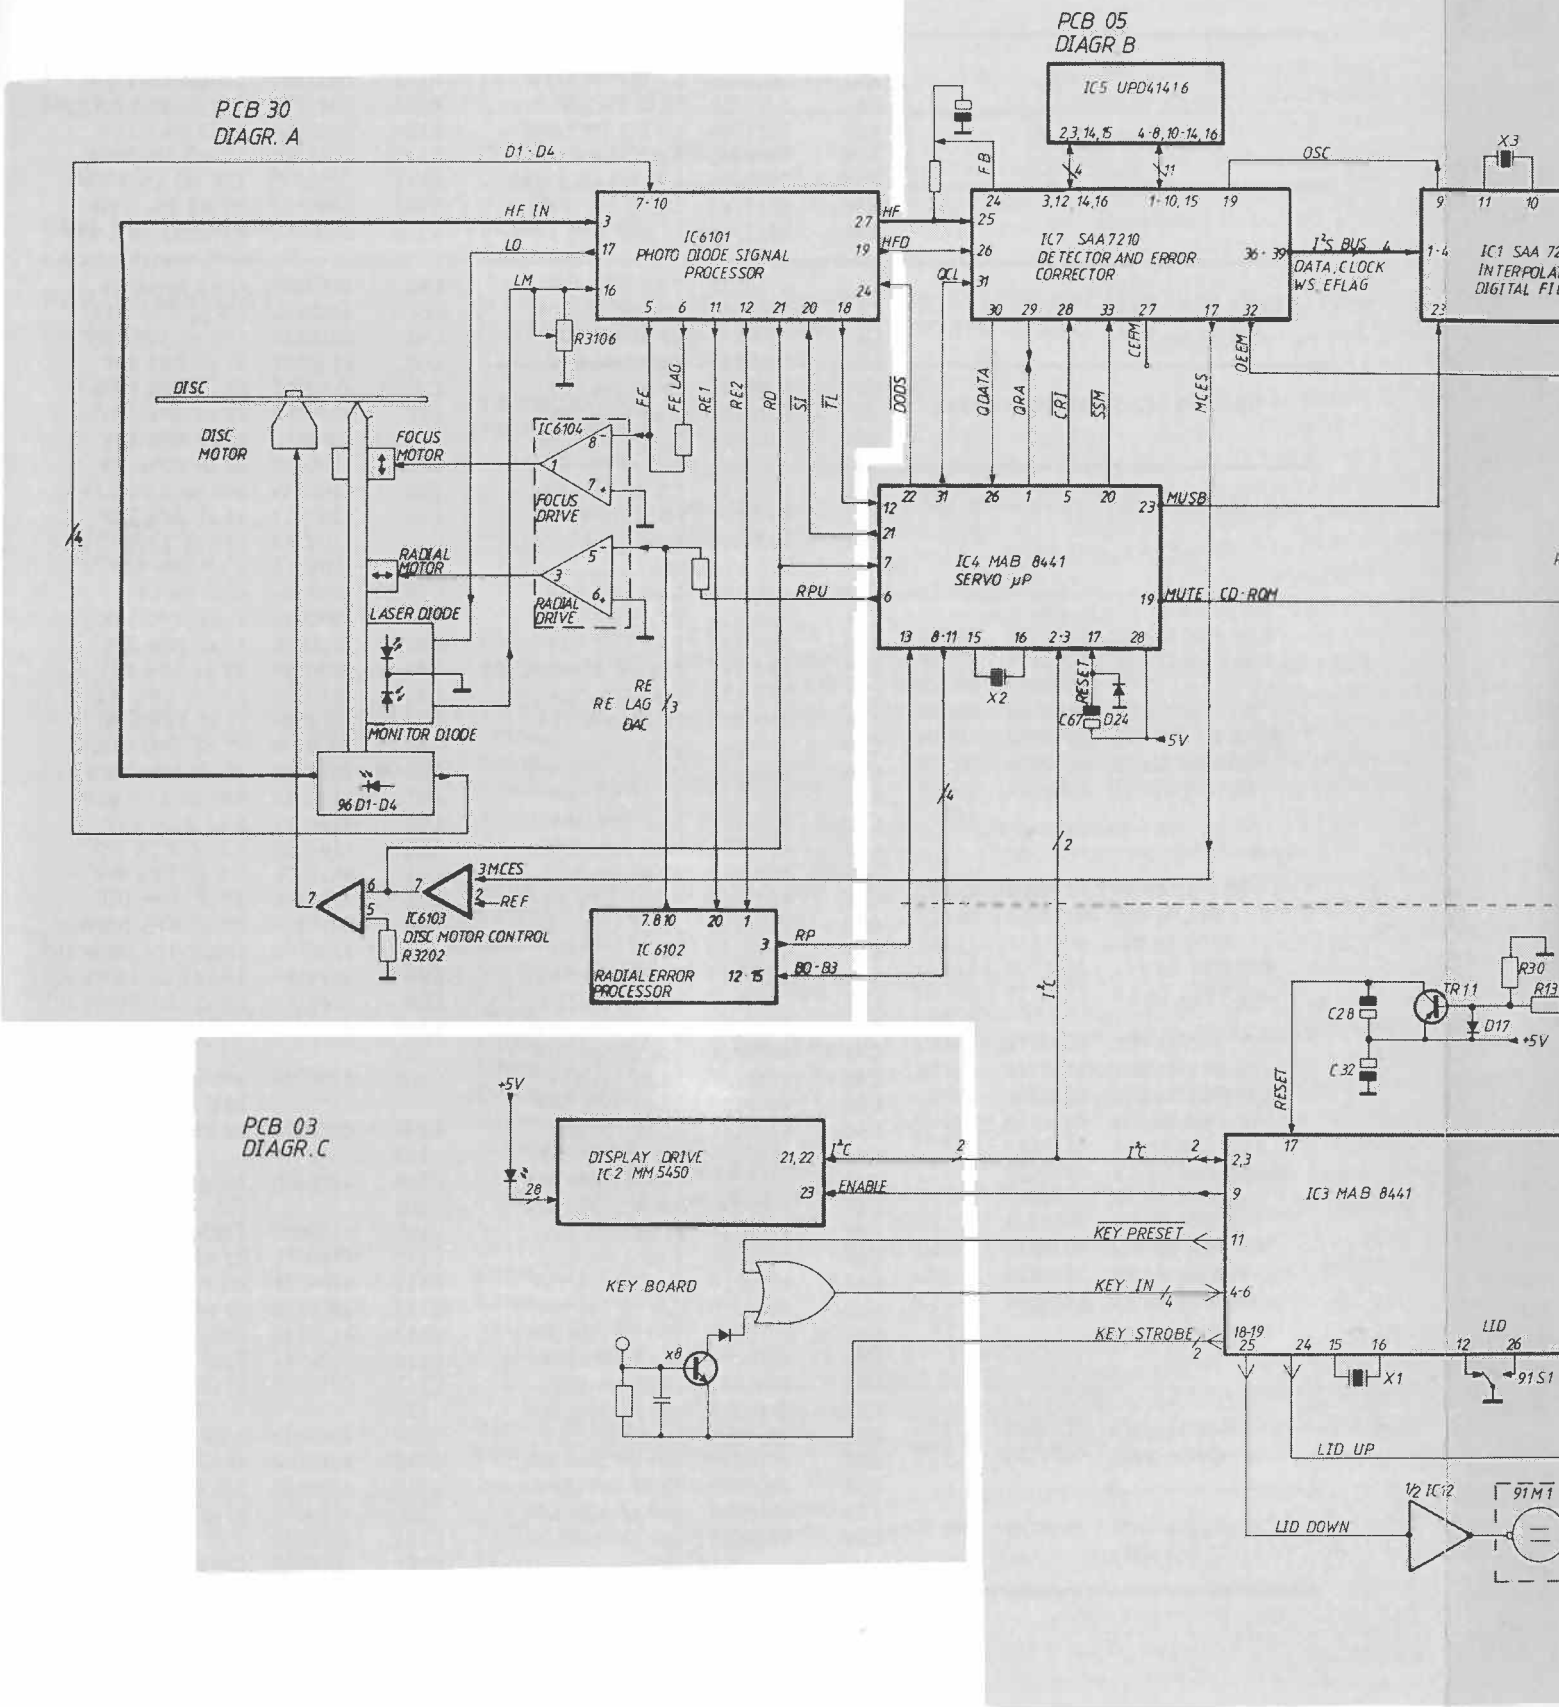 PCB 05
DIAGR B
IC5 UPD41416
2,3,14,15 4-8,10-14,16
PCB 30
DIAGR. A
D1-D4
FB
4
11
OSC
X3
7-10
24 3,12 14,16 1-10,15 19
9 11 10
HF IN
3
27 HF
25
IC6101
PHOTO DIODE SIGNAL
PROCESSOR
IC7 SAA7210
DETECTOR AND ERROR
CORRECTOR
LO
17
19 HFD
26
36-39
I²S BUS 4
DATA,CLOCK
WS, EFLAG
1-4
IC1 SAA 72
INTERPOLA
DIGITAL FIL
LM
16
24
QCL 31
5 6 11 12 21 20 18
30 29 28 33 27 17 32
23
R3106
FE
FE LAG
RE1
RE2
RD
SI
TL
DODS
QDATA
QRA
CRI
SSM
CEFM
MCES
OEEM
DISC
DISC
MOTOR
FOCUS
MOTOR
IC6104
8-
1
7+
FOCUS
DRIVE
22 31 26 1 5 20
12
23 MUSB
21
4
RADIAL
MOTOR
5-
3
6+
RADIAL
DRIVE
7
IC4 MAB 8441
SERVO µP
RPU
6
19 MUTE CD-ROM
LASER DIODE
13 8-11 15 16 2-3 17 28
RESET
X2
C67 D24
5V
RE
RE LAG
DAC
3
MONITOR DIODE
96 D1-D4
4
2
3 MCES
7 6
5
7
2 REF
IC6103
DISC MOTOR CONTROL
R3202
7.8 10 20 1
IC 6102
3 RP
RADIAL ERROR
PROCESSOR
12-15 B0-B3
I²C
R30
TR11 R13
C28
D17
+5V
C32
RESET
PCB 03
DIAGR. C
+5V
DISPLAY DRIVE
IC2 MM 5450
21,22 I²C 2
I²C 2
2,3
17
28
23 ENABLE
9
IC3 MAB 8441
KEY PRESET
11
KEY BOARD
KEY IN 4
4-6
KEY STROBE 2
18-19
25 24 15 16 12 26
LID
x8
X1
91S1
LID UP
1/2 IC12
91M1
LID DOWN